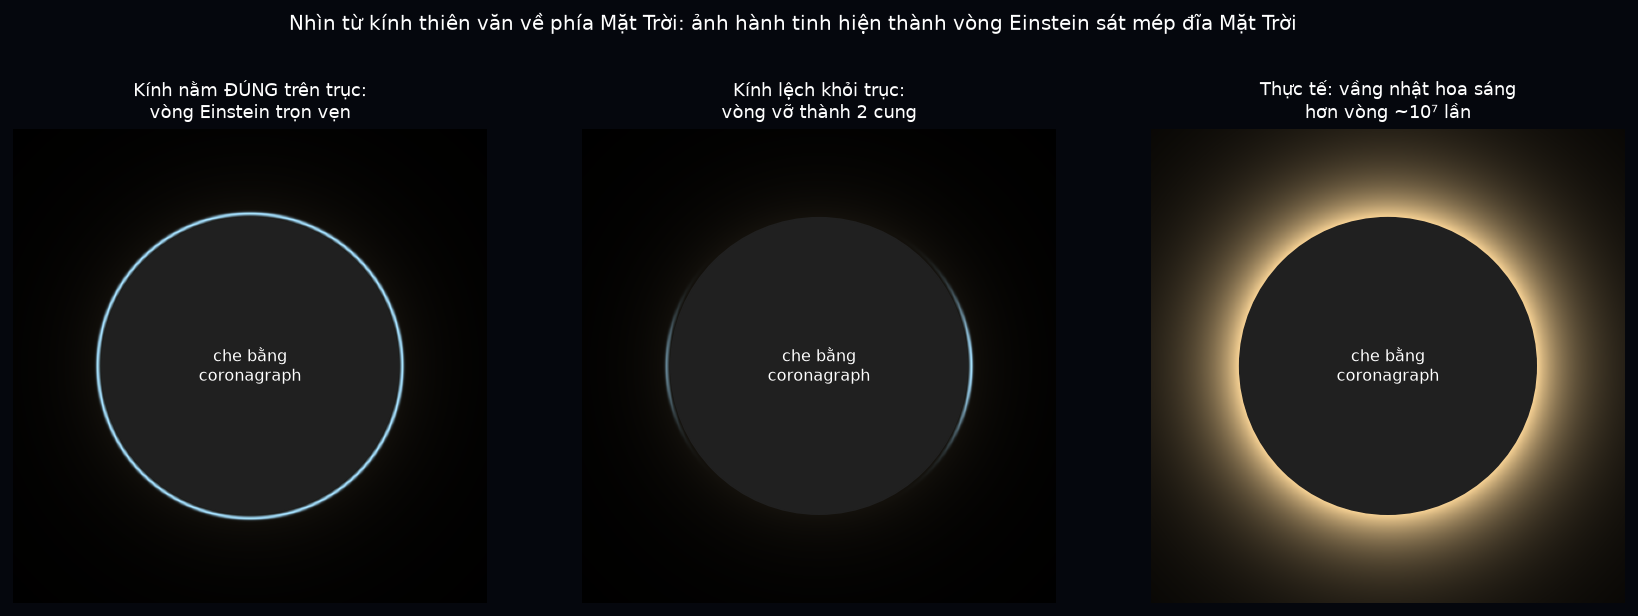 Nhìn từ kính thiên văn về phía Mặt Trời: ảnh hành tinh hiện thành vòng Einstein sát mép đĩa Mặt Trời
Kính nằm ĐÚNG trên trục:
vòng Einstein trọn vẹn
che bằng
coronagraph
Kính lệch khỏi trục:
vòng vỡ thành 2 cung
che bằng
coronagraph
Thực tế: vầng nhật hoa sáng
hơn vòng ~10⁷ lần
che bằng
coronagraph